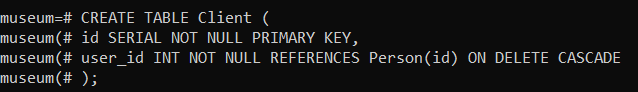 museum=# CREATE TABLE Client (
museum(# id SERIAL NOT NULL PRIMARY KEY,
museum(# user_id INT NOT NULL REFERENCES Person(id) ON DELETE CASCADE
museum(# );